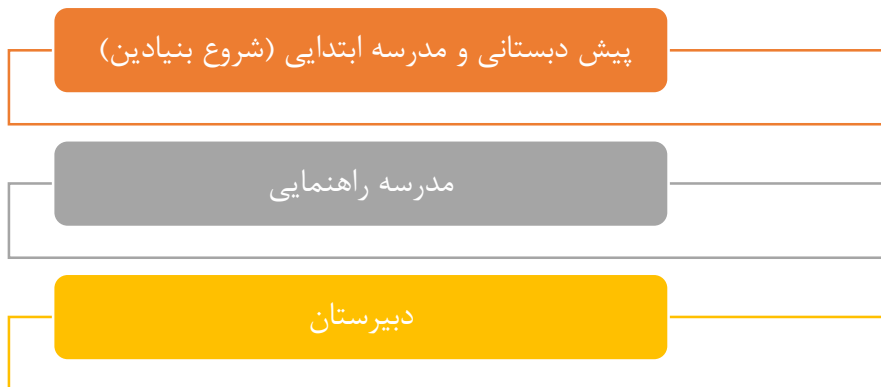 پیش دبستانی و مدرسه ابتدایی (شروع بنیادین)
مدرسه راهنمایی
دبیرستان